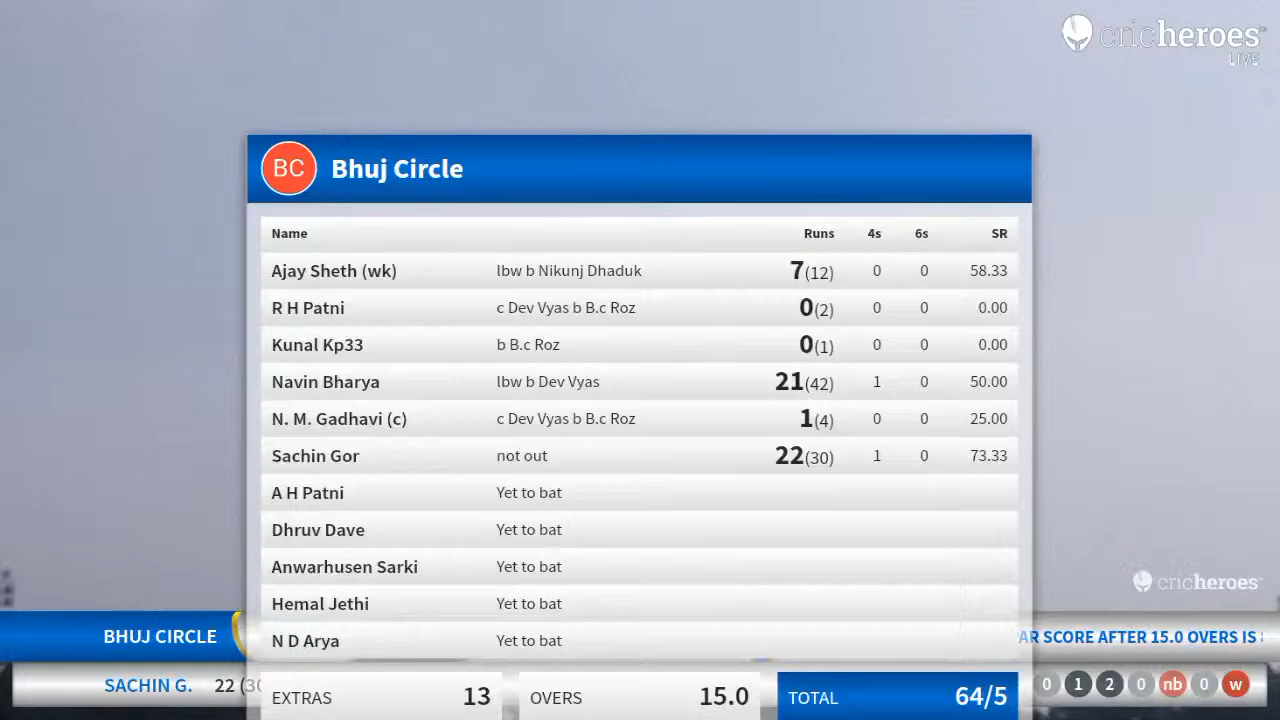 cricheroes
LIVE
BC Bhuj Circle
Name Runs 4s 6s SR
Ajay Sheth (wk) lbw b Nikunj Dhaduk 7(12) 0 0 58.33
R H Patni c Dev Vyas b B.c Roz 0(2) 0 0 0.00
Kunal Kp33 b B.c Roz 0(1) 0 0 0.00
Navin Bharya lbw b Dev Vyas 21(42) 1 0 50.00
N. M. Gadhavi (c) c Dev Vyas b B.c Roz 1(4) 0 0 25.00
Sachin Gor not out 22(30) 1 0 73.33
A H Patni Yet to bat
Dhruv Dave Yet to bat
Anwarhusen Sarki Yet to bat
cricheroes
Hemal Jethi Yet to bat
N D Arya Yet to bat
BHUJ CIRCLE SCORE AFTER 15.0 OVERS IS
SACHIN G. 22 0 1 2 0 nb 0 w
EXTRAS 13 OVERS 15.0 TOTAL 64/5